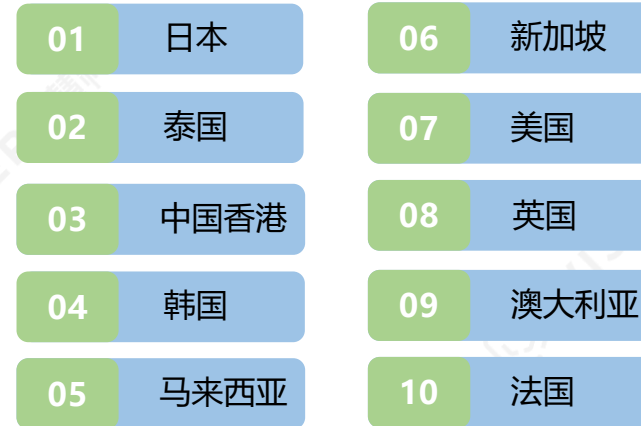 01 日本
02 泰国
03 中国香港
04 韩国
05 马来西亚
06 新加坡
07 美国
08 英国
09 澳大利亚
10 法国